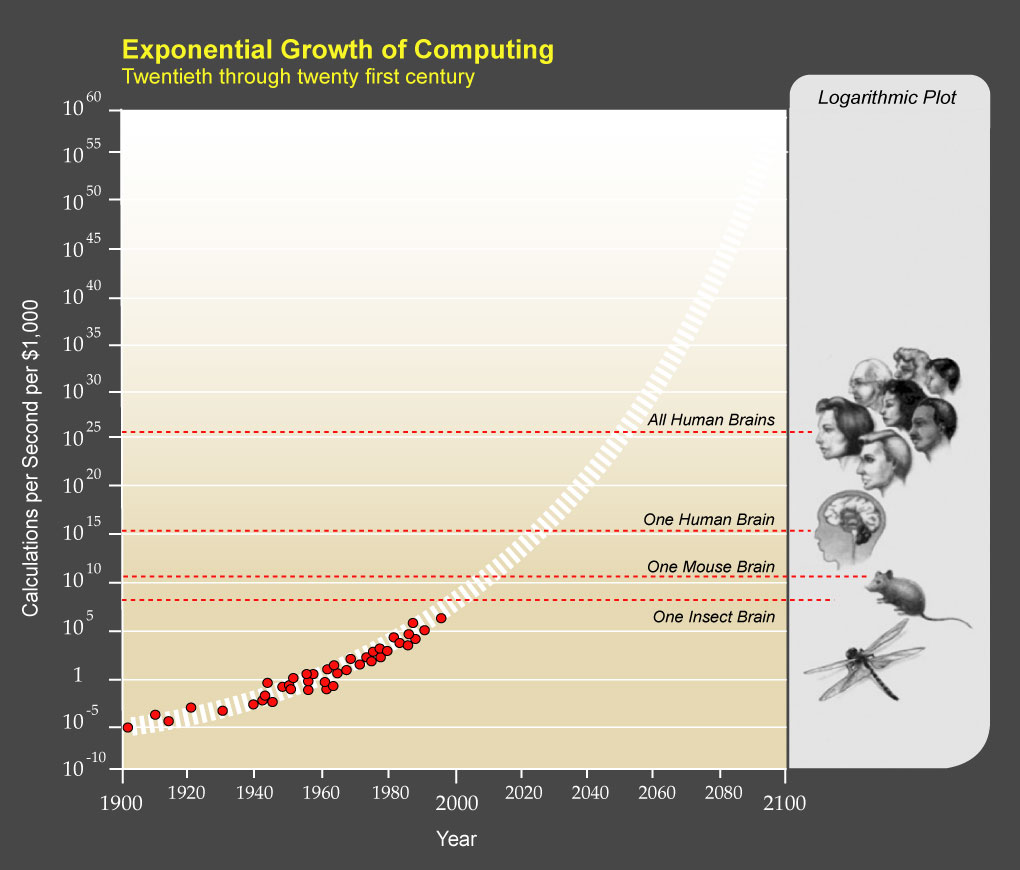 Exponential Growth of Computing
Twentieth through twenty first century
Logarithmic Plot
10^60
10^55
10^50
10^45
10^40
10^35
10^30
10^25
10^20
10^15
10^10
10^5
1
10^-5
10^-10
Calculations per Second per $1,000
All Human Brains
One Human Brain
One Mouse Brain
One Insect Brain
1900 1920 1940 1960 1980 2000 2020 2040 2060 2080 2100
Year